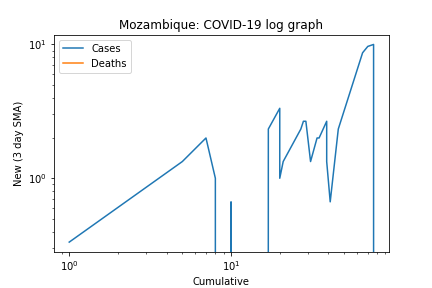 Mozambique: COVID-19 log graph
Cases
Deaths
New (3 day SMA)
10¹
10⁰
10⁰ 10¹
Cumulative